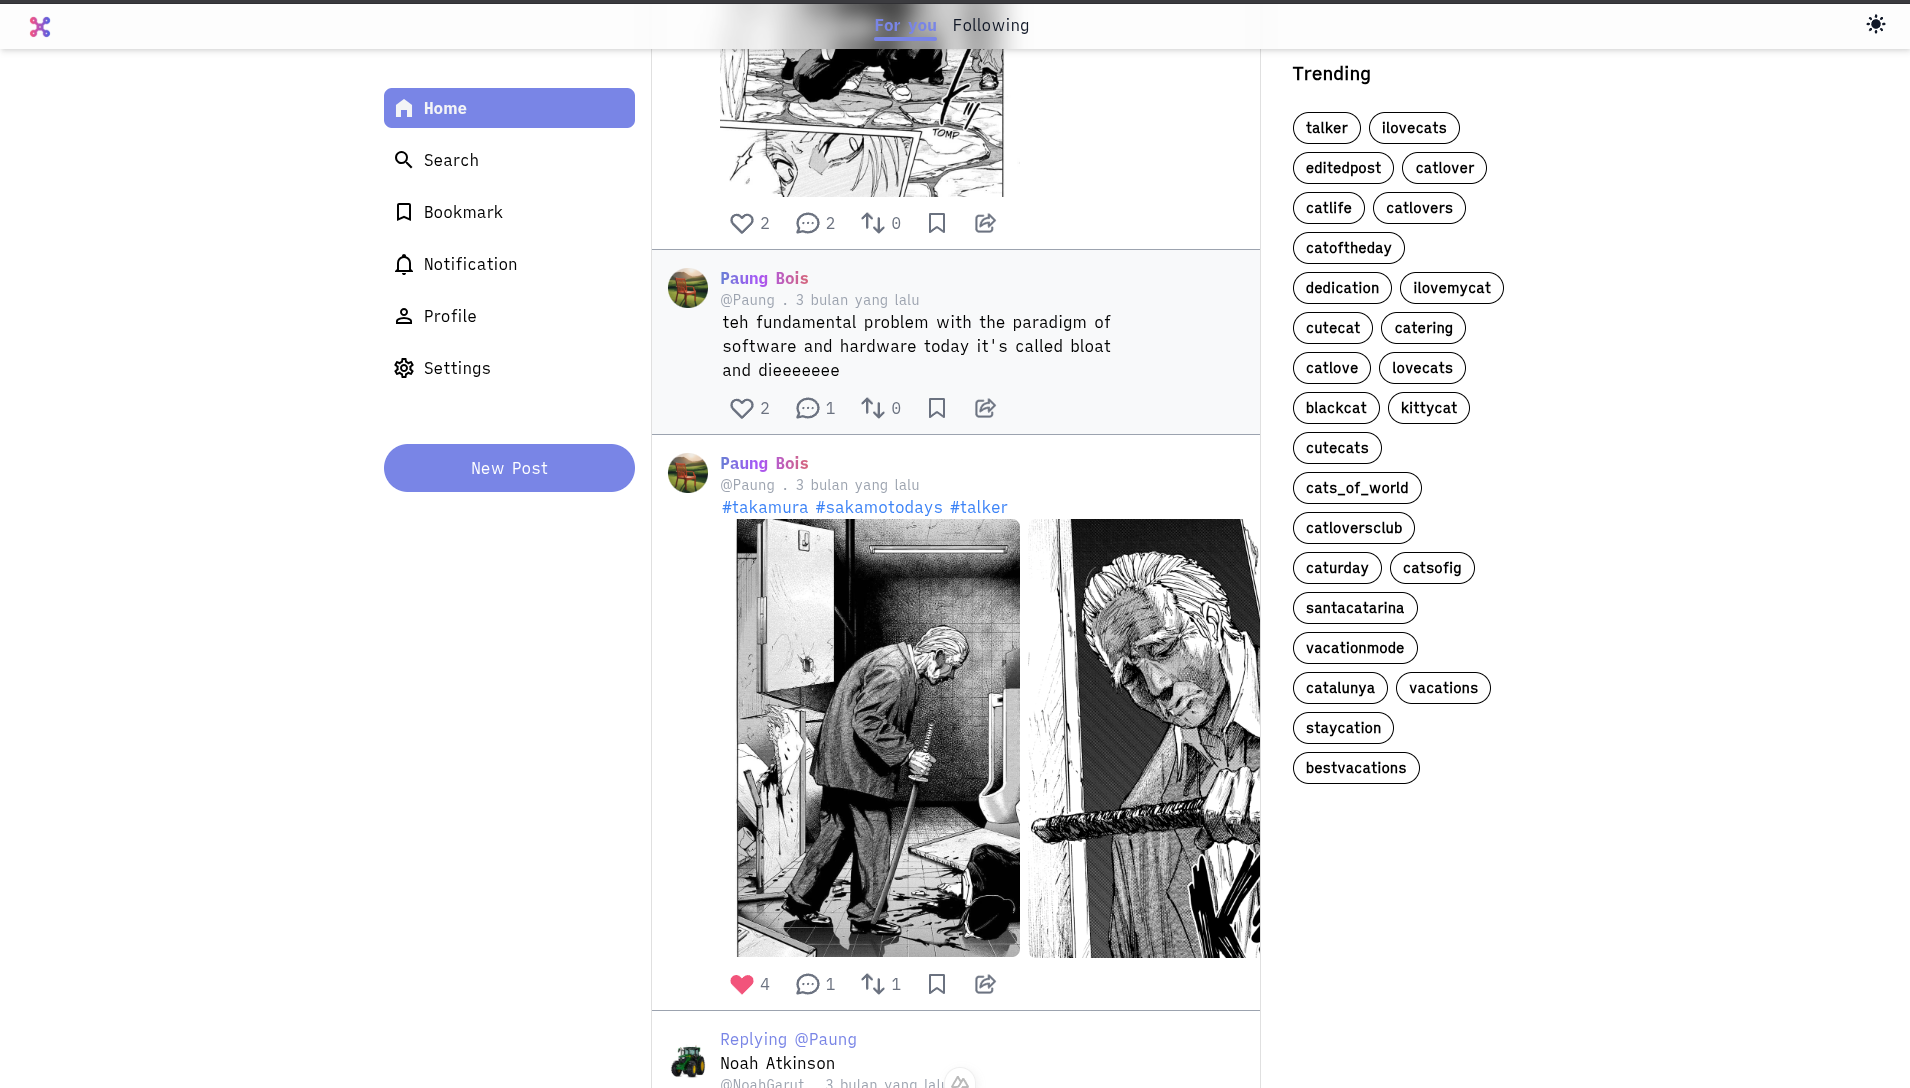 For you Following
Home
Search
Bookmark
Notification
Profile
Settings
New Post
TOMP
2 2 0
Paung Bois
@Paung . 3 bulan yang lalu
teh fundamental problem with the paradigm of
software and hardware today it's called bloat
and dieeeeeee
2 1 0
Paung Bois
@Paung . 3 bulan yang lalu
#takamura #sakamotodays #talker
4 1 1
Replying @Paung
Noah Atkinson
@NoahGarut . 3 bulan yang lalu
Trending
talker ilovecats
editedpost catlover
catlife catlovers
catoftheday
dedication ilovemycat
cutecat catering
catlove lovecats
blackcat kittycat
cutecats
cats_of_world
catloversclub
caturday catsofig
santacatarina
vacationmode
catalunya vacations
staycation
bestvacations